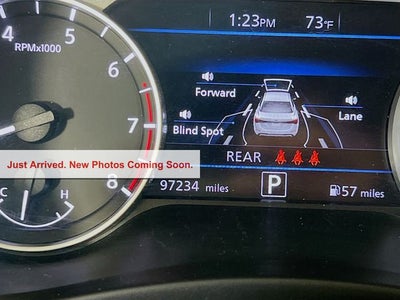 1:23PM 73°F
4
5
RPMx1000
6
Forward
Lane
Blind Spot
7
Just Arrived. New Photos Coming Soon.
REAR
8
C H
97234 miles P 57 miles